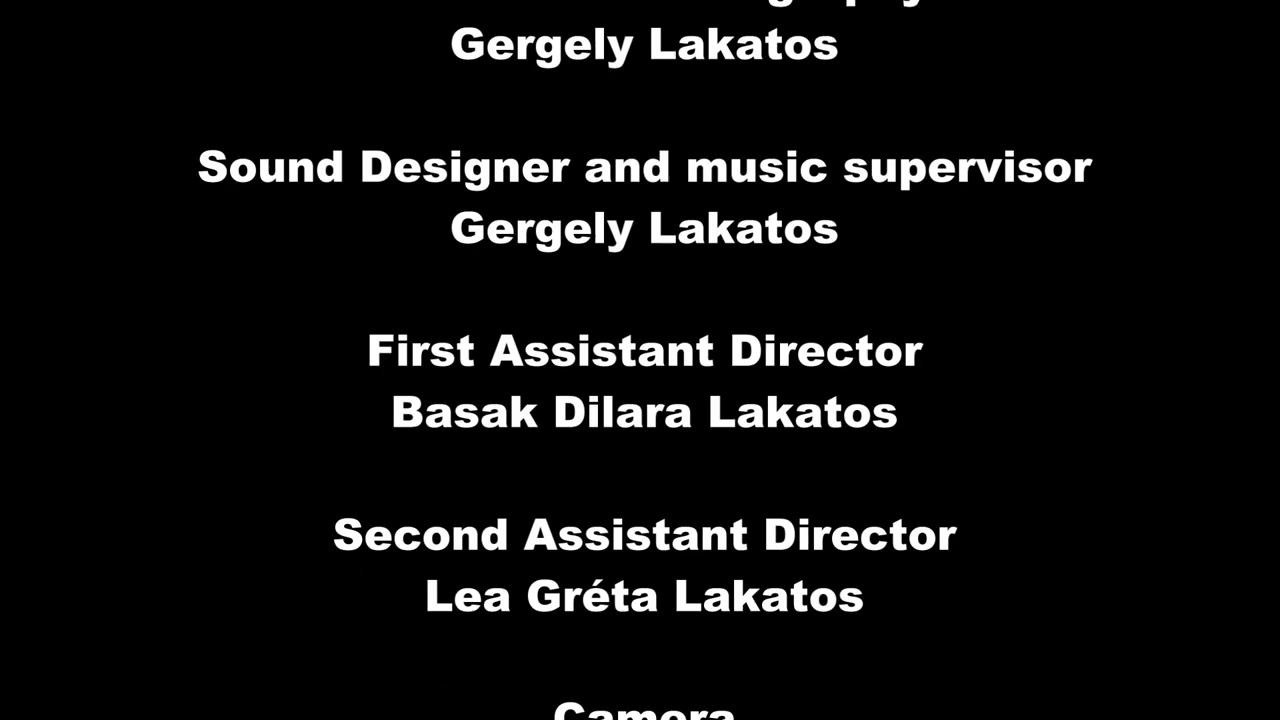 Gergely Lakatos
Sound Designer and music supervisor
Gergely Lakatos
First Assistant Director
Basak Dilara Lakatos
Second Assistant Director
Lea Gréta Lakatos
Camera